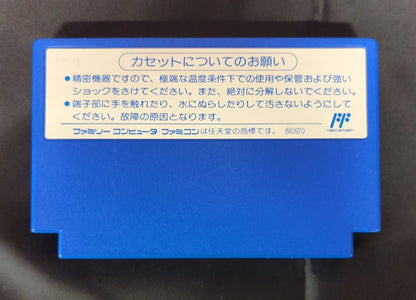 カセットについてのお願い
●精密機器ですので、極端な温度条件下での使用や保管および強い
ショックをさけてください。また、絶対に分解しないでください。
●端子部に手を触れたり、水にぬらしたりして汚さないようにして
ください。故障の原因となります。
ファミリーコンピュータ・ファミコンは任天堂の商標です。 880920